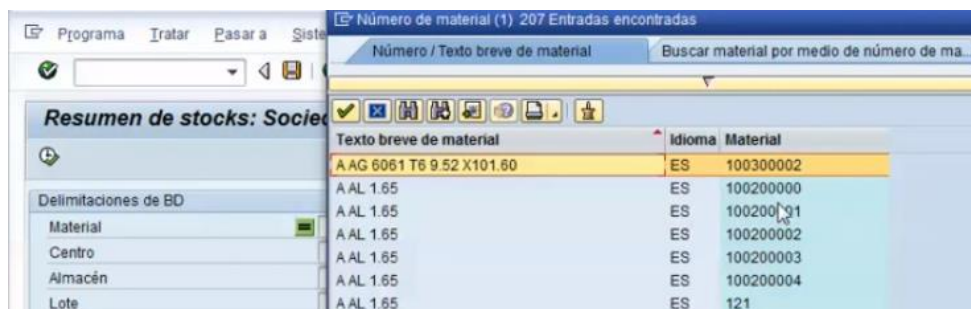 Programa Tratar Pasar a Siste
Resumen de stocks: Socied
Delimitaciones de BD
Material
Centro
Almacén
Lote
Número de material (1) 207 Entradas encontradas
Número / Texto breve de material Buscar material por medio de número de ma...
Texto breve de material Idioma Material
A AG 6061 T6 9.52 X101.60 ES 100300002
A AL 1.65 ES 100200000
A AL 1.65 ES
A AL 1.65 ES 100200002
A AL 1.65 ES 100200003
A AL 1.65 ES 100200004
A AL 1.65 ES 121